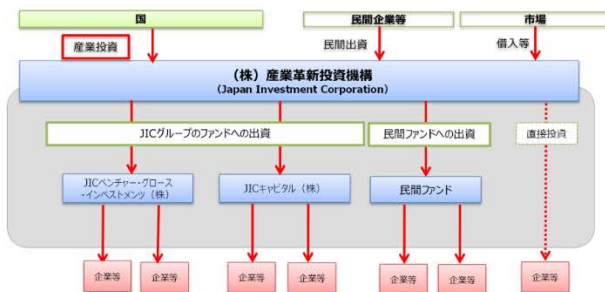 国
民間企業等
市場
産業投資
民間出資
借入等
（株）産業革新投資機構
（Japan Investment Corporation）
JICグループのファンドへの出資
民間ファンドへの出資
直接投資
JICベンチャー・グロース
・インベストメンツ（株）
JICキャピタル（株）
民間ファンド
企業等
企業等
企業等
企業等
企業等
企業等
企業等